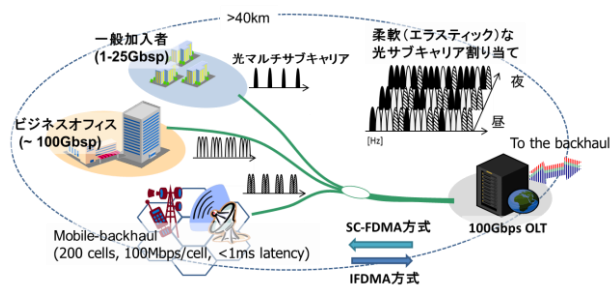 >40km
一般加入者
(1-25Gbsp)
光マルチサブキャリア
柔軟(エラスティック)な
光サブキャリア割り当て
夜
昼
[Hz]
ビジネスオフィス
(~ 100Gbsp)
To the backhaul
Mobile-backhaul
(200 cells, 100Mbps/cell, <1ms latency)
100Gbps OLT
SC-FDMA方式
IFDMA方式